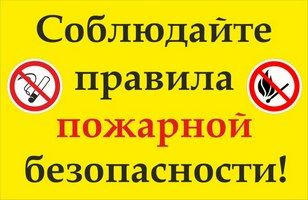 Соблюдайте
правила
пожарной
безопасности!